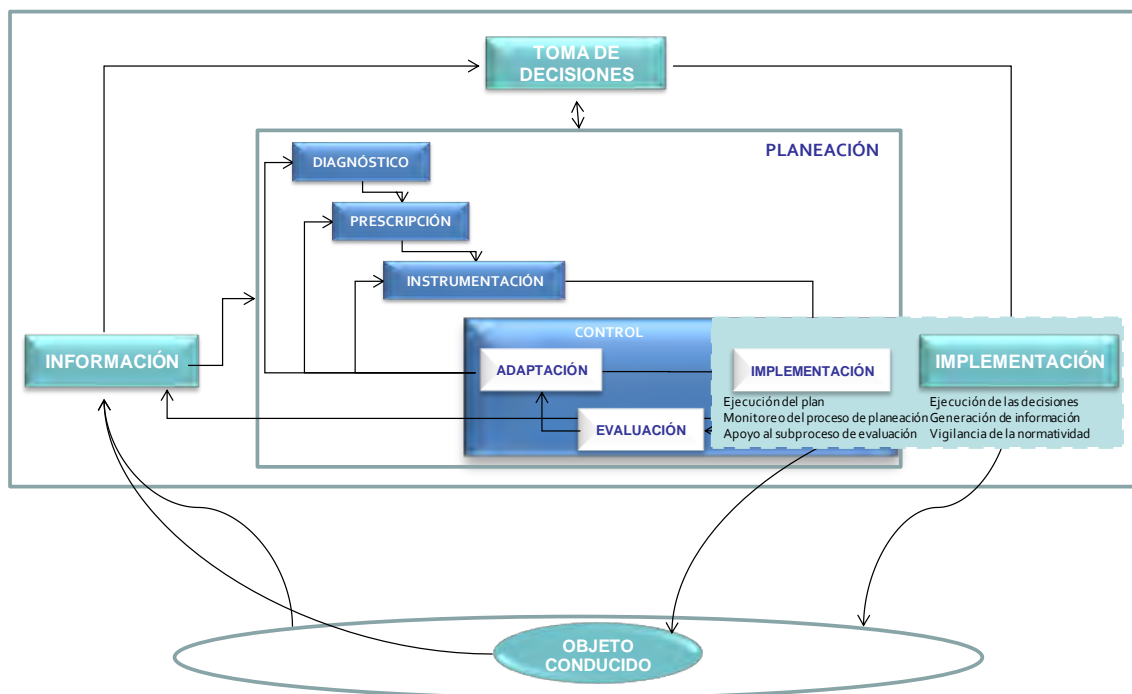 TOMA DE
DECISIONES
PLANEACIÓN
DIAGNÓSTICO
PRESCRIPCIÓN
INSTRUMENTACIÓN
CONTROL
INFORMACIÓN
ADAPTACIÓN
IMPLEMENTACIÓN
IMPLEMENTACIÓN
Ejecución del plan
Monitoreo del proceso de planeación
Apoyo al subproceso de evaluación
Ejecución de las decisiones
Generación de información
Vigilancia de la normatividad
EVALUACIÓN
OBJETO
CONDUCIDO